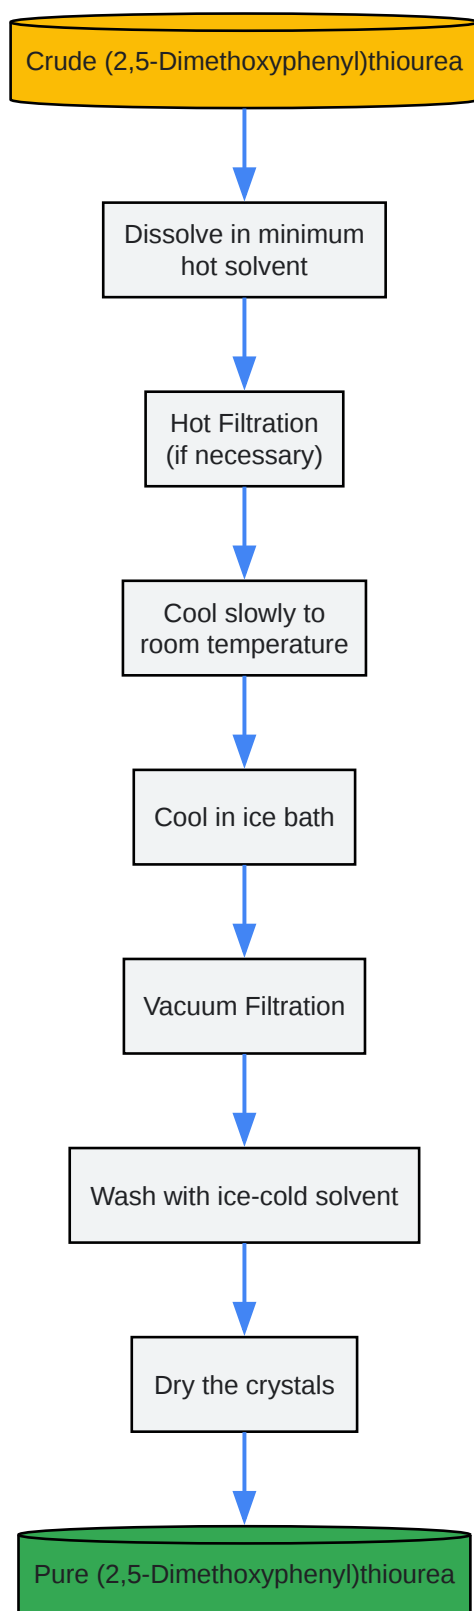 Crude (2,5-Dimethoxyphenyl)thiourea
Dissolve in minimum
hot solvent
Hot Filtration
(if necessary)
Cool slowly to
room temperature
Cool in ice bath
Vacuum Filtration
Wash with ice-cold solvent
Dry the crystals
Pure (2,5-Dimethoxyphenyl)thiourea